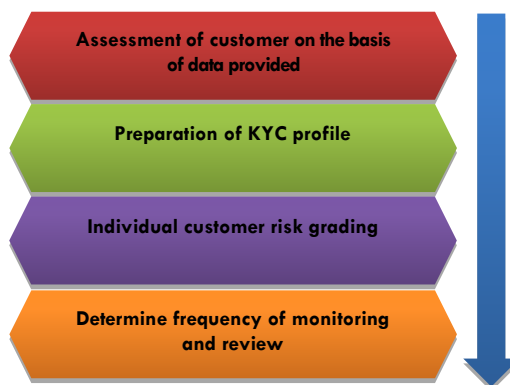 Assessment of customer on the basis
of data provided
Preparation of KYC profile
Individual customer risk grading
Determine frequency of monitoring
and review